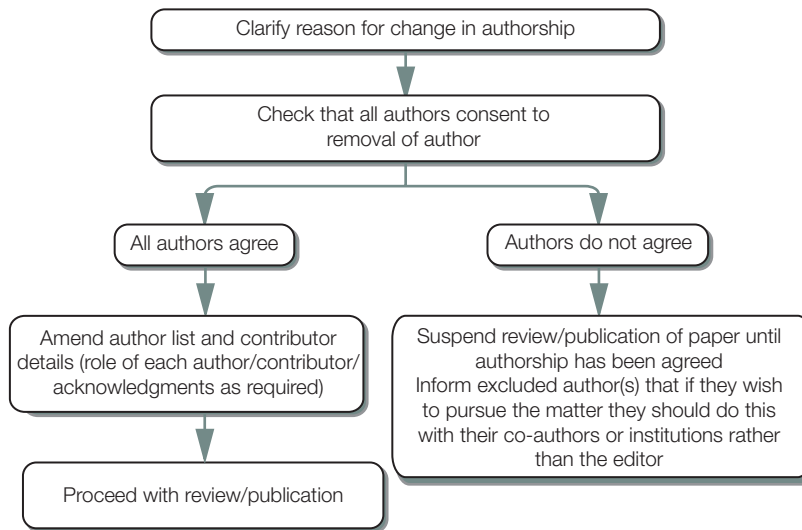 Clarify reason for change in authorship
Check that all authors consent to
removal of author
All authors agree
Authors do not agree
Amend author list and contributor
details (role of each author/contributor/
acknowledgments as required)
Suspend review/publication of paper until
authorship has been agreed
Inform excluded author(s) that if they wish
to pursue the matter they should do this
with their co-authors or institutions rather
than the editor
Proceed with review/publication